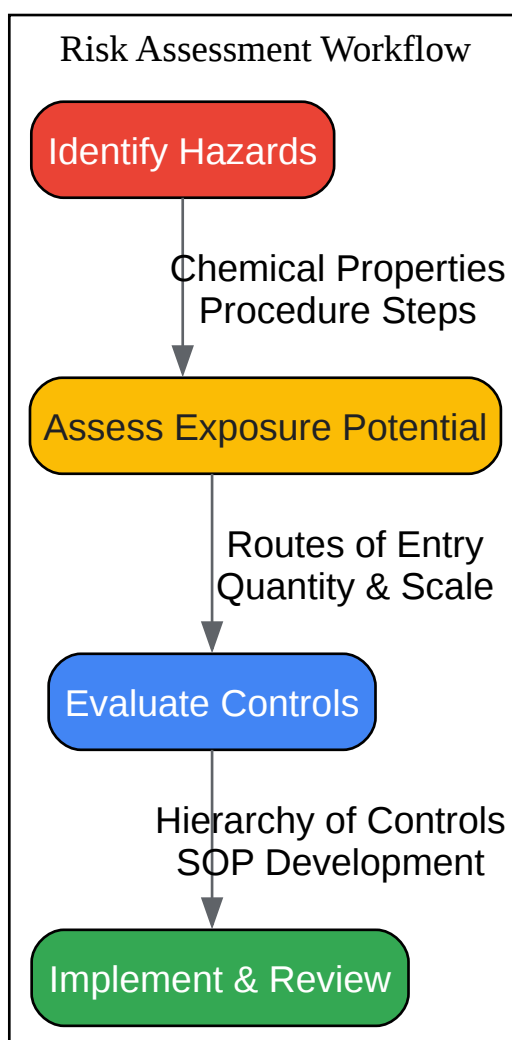 Risk Assessment Workflow
Identify Hazards
Chemical Properties
Procedure Steps
Assess Exposure Potential
Routes of Entry
Quantity & Scale
Evaluate Controls
Hierarchy of Controls
SOP Development
Implement & Review